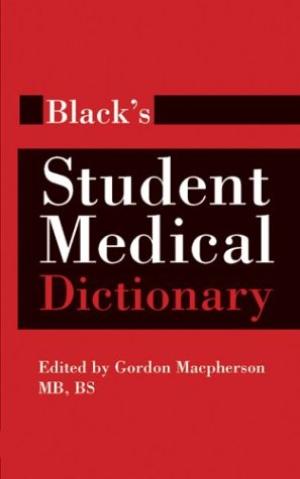 Black's
Student
Medical
Dictionary
Edited by Gordon Macpherson
MB, BS